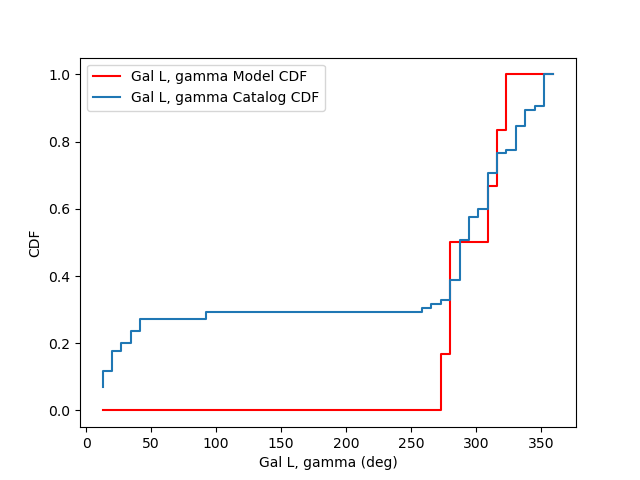 Gal L, gamma Model CDF
Gal L, gamma Catalog CDF
1.0
0.8
0.6
0.4
0.2
0.0
CDF
0 50 100 150 200 250 300 350
Gal L, gamma (deg)